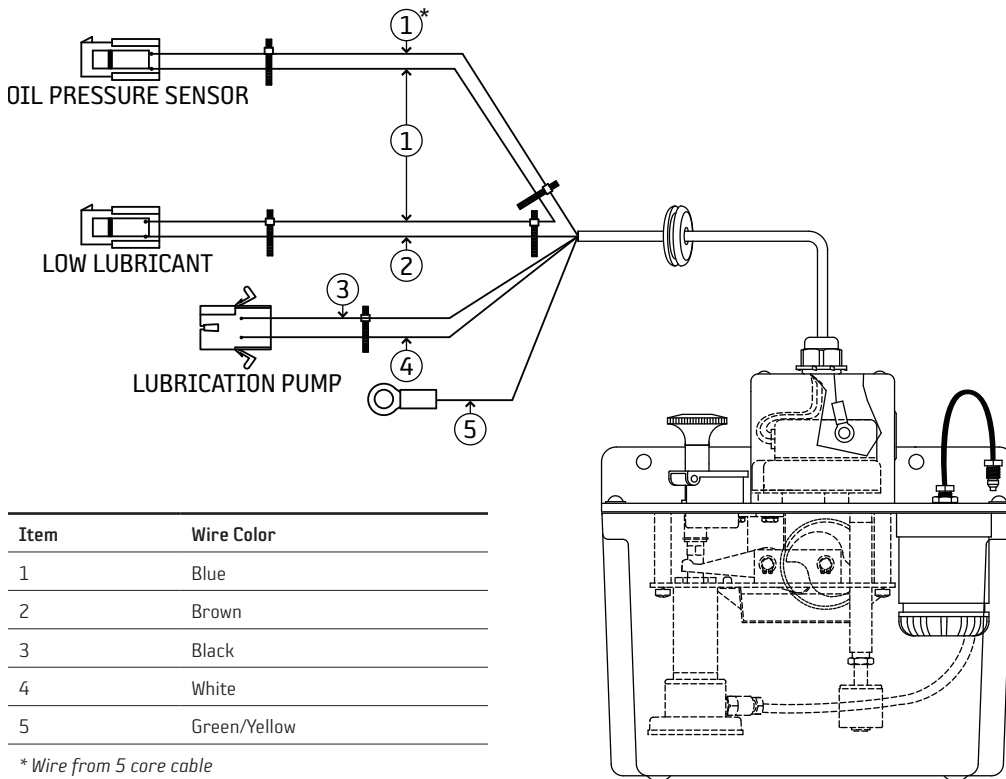 1*
OIL PRESSURE SENSOR
1
LOW LUBRICANT
2
3
LUBRICATION PUMP
4
5
Item Wire Color
1 Blue
2 Brown
3 Black
4 White
5 Green/Yellow
* Wire from 5 core cable